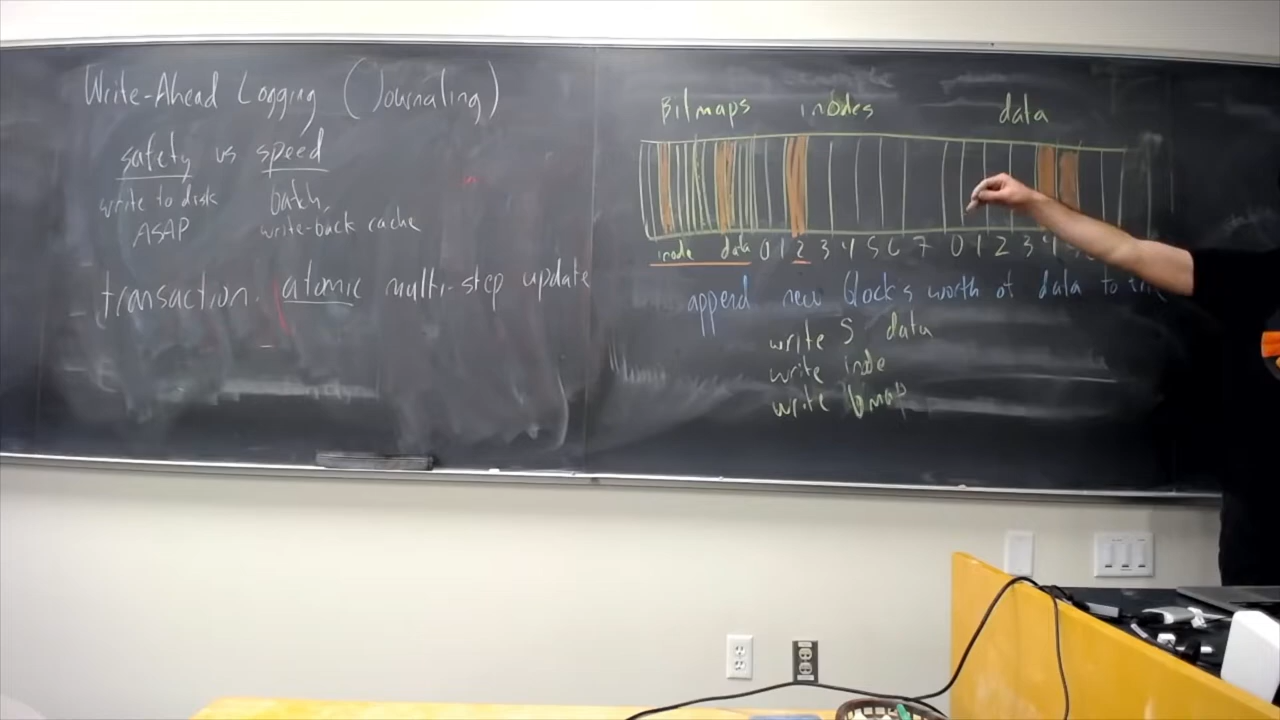 Write-Ahead Logging (Journaling)
safety vs speed
write to disk batch,
ASAP write-back cache
transaction. atomic multi-step update
Bitmaps inodes data
inode data 0 1 2 3 4 5 6 7 0 1 2 3 4
append new block's worth of data to
write 5 data
write inode
write bmap